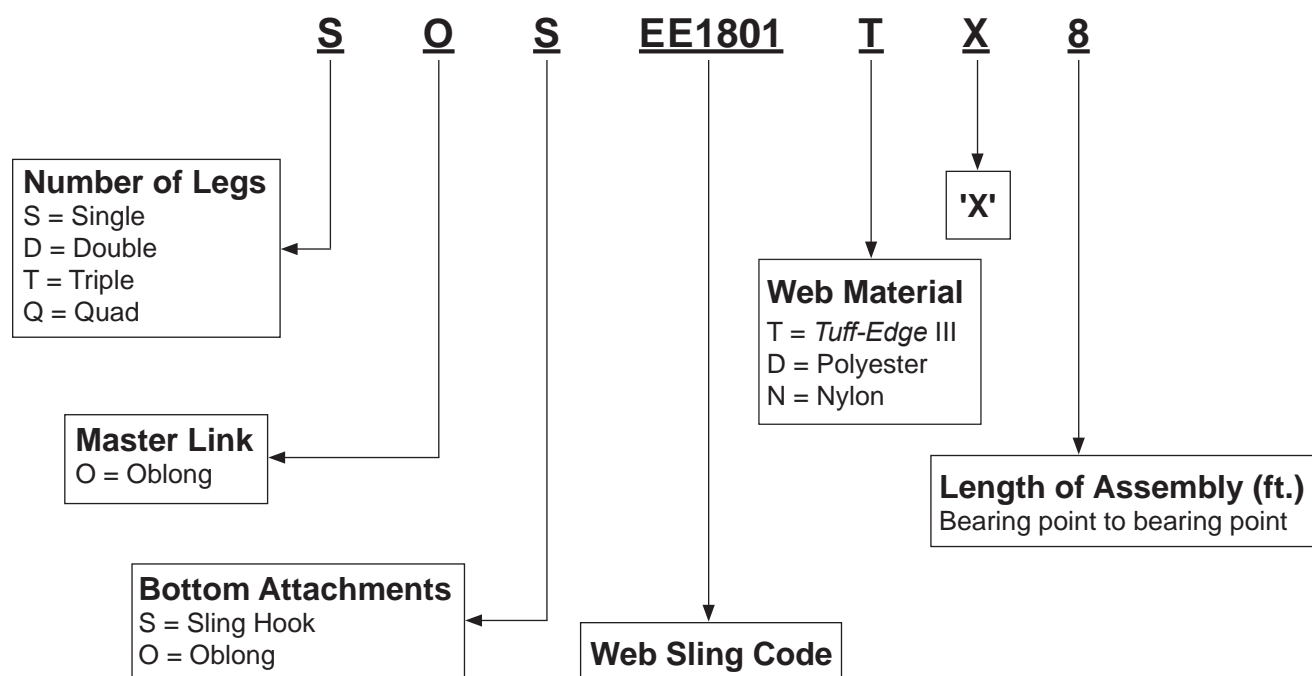 S O S EE1801 T X 8
Number of Legs
S = Single
D = Double
T = Triple
Q = Quad
'X'
Web Material
T = Tuff-Edge III
D = Polyester
N = Nylon
Master Link
O = Oblong
Length of Assembly (ft.)
Bearing point to bearing point
Bottom Attachments
S = Sling Hook
O = Oblong
Web Sling Code